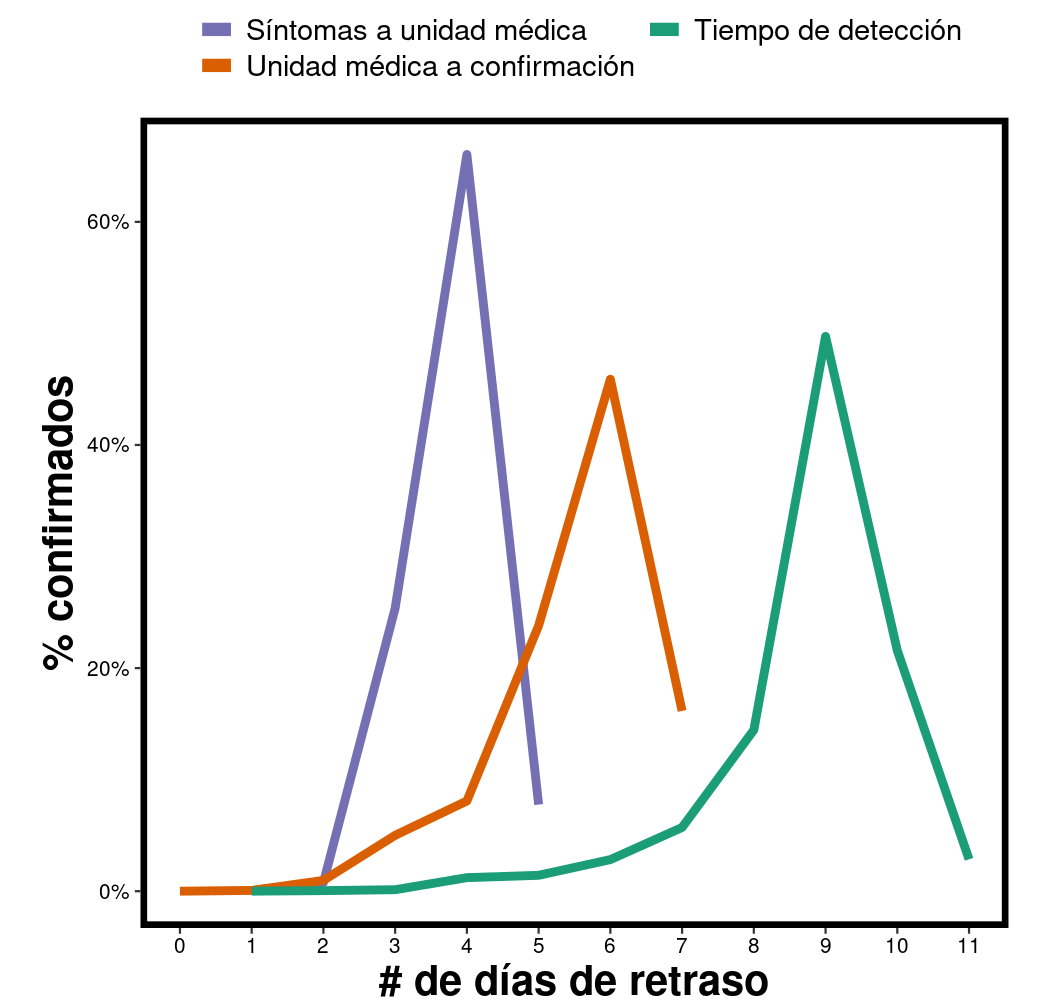 Síntomas a unidad médica
Tiempo de detección
Unidad médica a confirmación
% confirmados
60%
40%
20%
0%
0 1 2 3 4 5 6 7 8 9 10 11
# de días de retraso